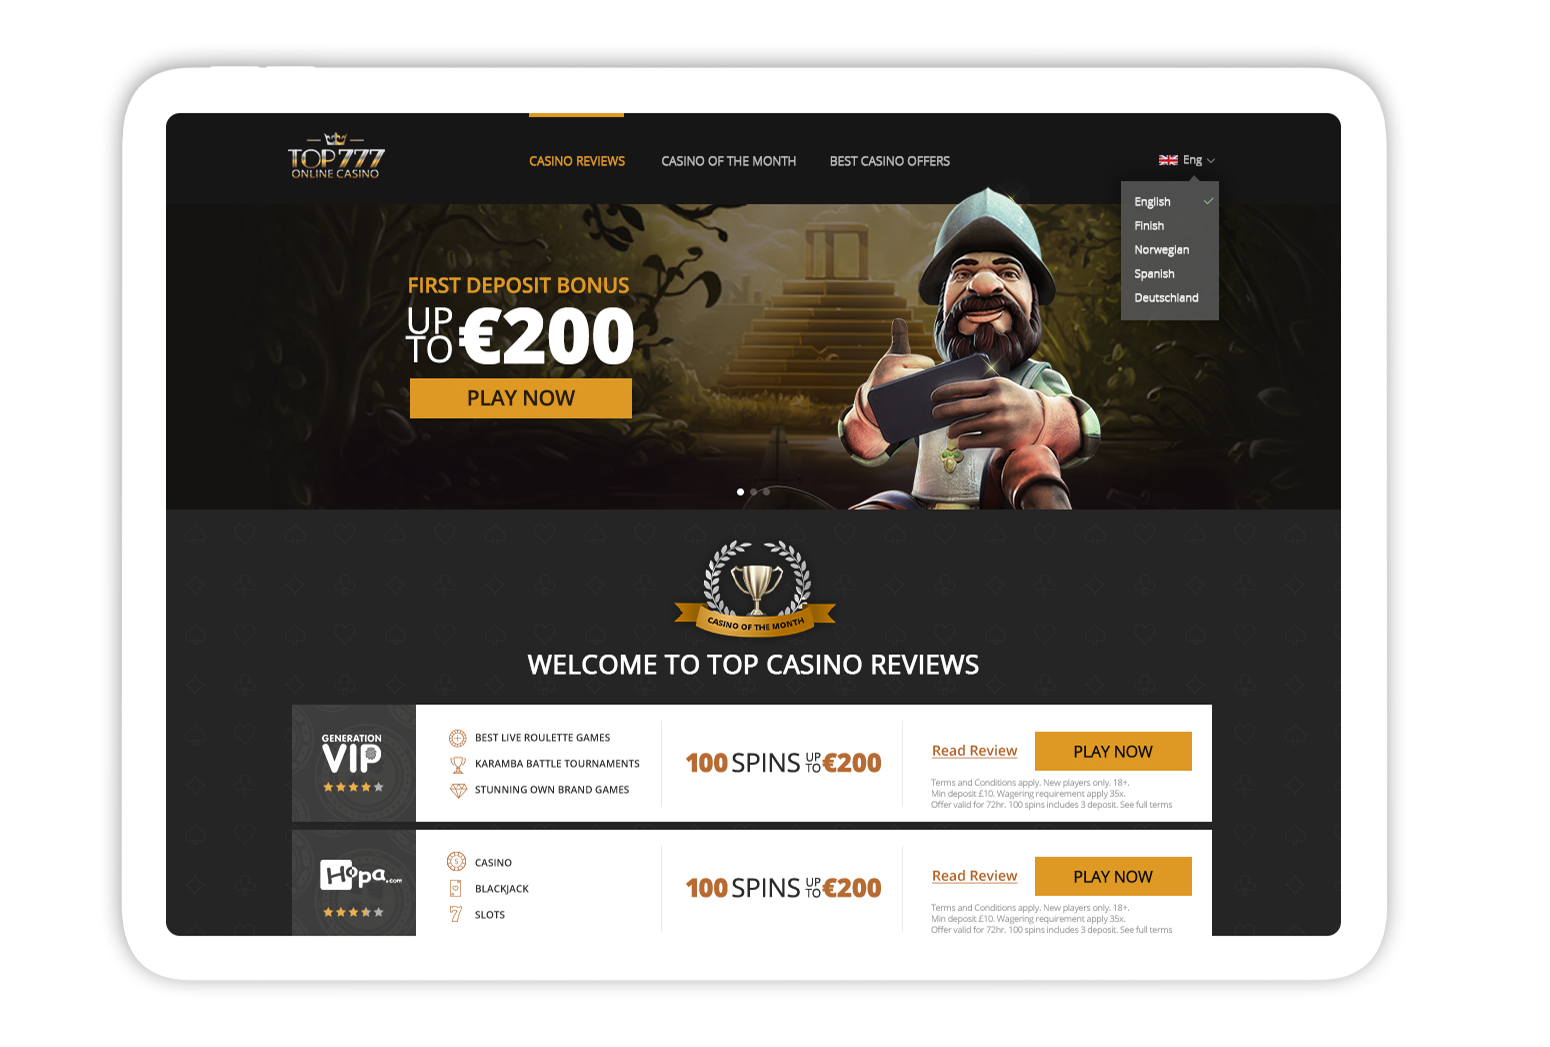 TOP 777
ONLINE CASINO
CASINO REVIEWS
CASINO OF THE MONTH
BEST CASINO OFFERS
Eng
English
Finish
Norwegian
Spanish
Deutschland
FIRST DEPOSIT BONUS
UP TO €200
PLAY NOW
CASINO OF THE MONTH
WELCOME TO TOP CASINO REVIEWS
GENERATION
VIP
BEST LIVE ROULETTE GAMES
KARAMBA BATTLE TOURNAMENTS
STUNNING OWN BRAND GAMES
100 SPINS UP TO €200
Read Review
PLAY NOW
Terms and Conditions apply. New players only. 18+.
Min deposit £10. Wagering requirement apply 35x.
Offer valid for 72hr. 100 spins includes 3 deposit. See full terms
Hopa.com
CASINO
BLACKJACK
SLOTS
100 SPINS UP TO €200
Read Review
PLAY NOW
Terms and Conditions apply. New players only. 18+.
Min deposit £10. Wagering requirement apply 35x.
Offer valid for 72hr. 100 spins includes 3 deposit. See full terms